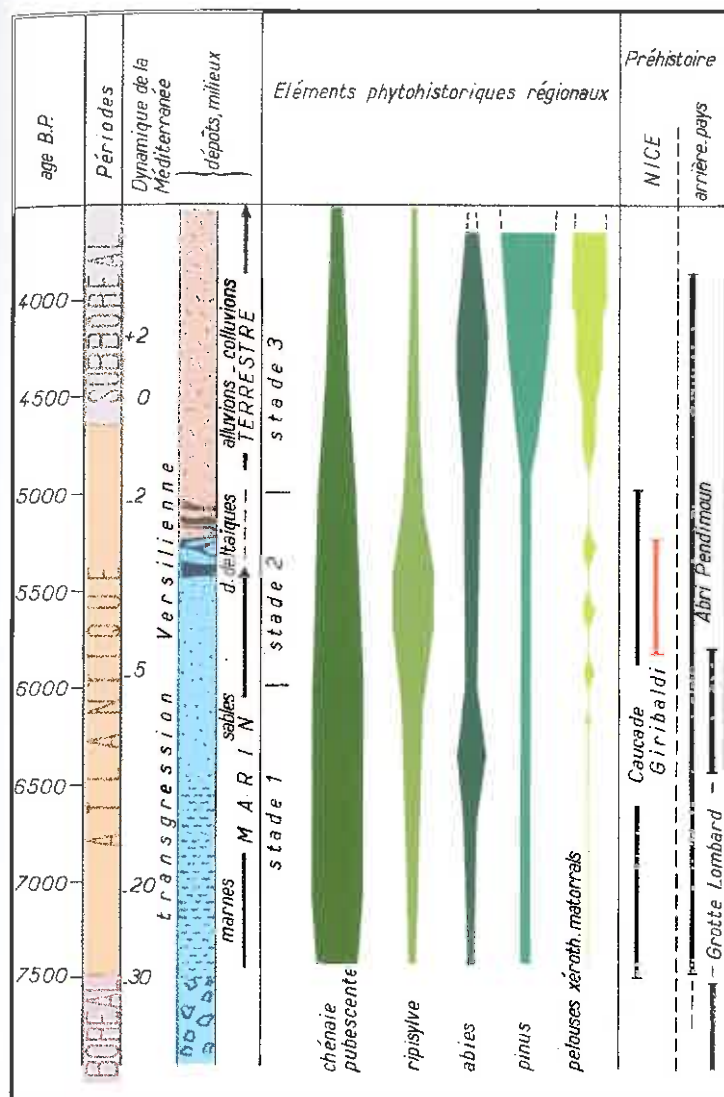 age B.P.
Périodes
Dynamique de la
Méditerranée
dépôts, milieux
Eléments phytohistoriques régionaux
Préhistoire
NICE
arrière.pays
4000
4500
5000
5500
6000
6500
7000
7500
SUBBOREAL
ATLANTIQUE
BOREAL
+2
0
-2
-5
-20
-30
transgression Versilienne
alluvions - colluvions
d. deltaïques
sables
marnes
TERRESTRE
MARIN
stade 3
stade 2
stade 1
chênaie
pubescente
ripisylve
abies
pinus
pelouses xéroth. matorrals
Caucade
Giribaldi
Abri Pendimoun
Grotte Lombard